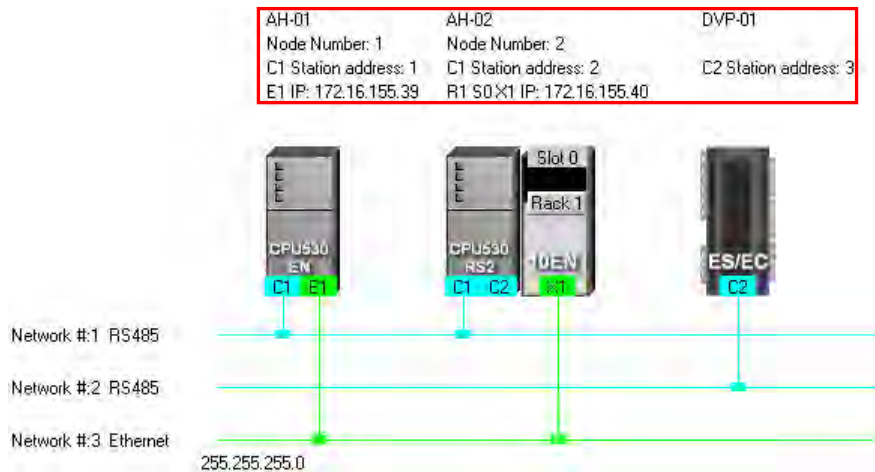 AH-01 AH-02 DVP-01
Node Number: 1 Node Number: 2
C1 Station address: 1 C1 Station address: 2 C2 Station address: 3
E1 IP: 172.16.155.39 R1 S0 X1 IP: 172.16.155.40
Slot 0
Rack 1
CPU530 CPU530 10EN ES/EC
EN RS2
C1 E1 C1 C2 X1 C2
Network #:1 RS485
Network #:2 RS485
Network #:3 Ethernet
255.255.255.0